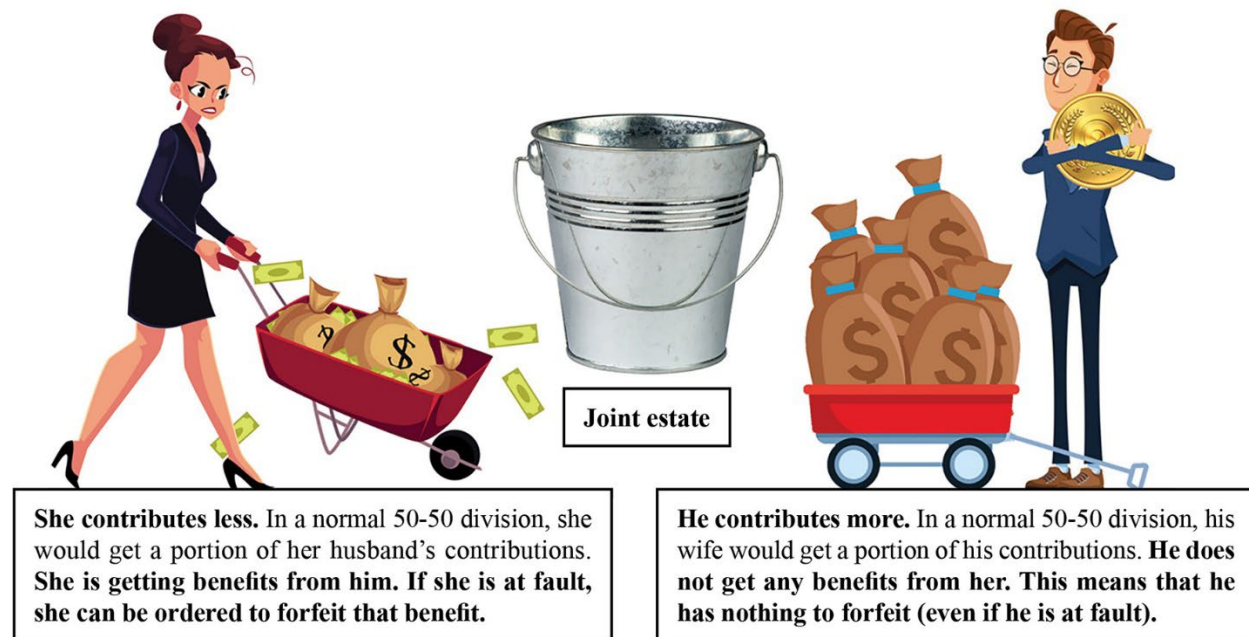 Joint estate
She contributes less. In a normal 50-50 division, she
would get a portion of her husband’s contributions.
She is getting benefits from him. If she is at fault,
she can be ordered to forfeit that benefit.
He contributes more. In a normal 50-50 division, his
wife would get a portion of his contributions. He does
not get any benefits from her. This means that he
has nothing to forfeit (even if he is at fault).